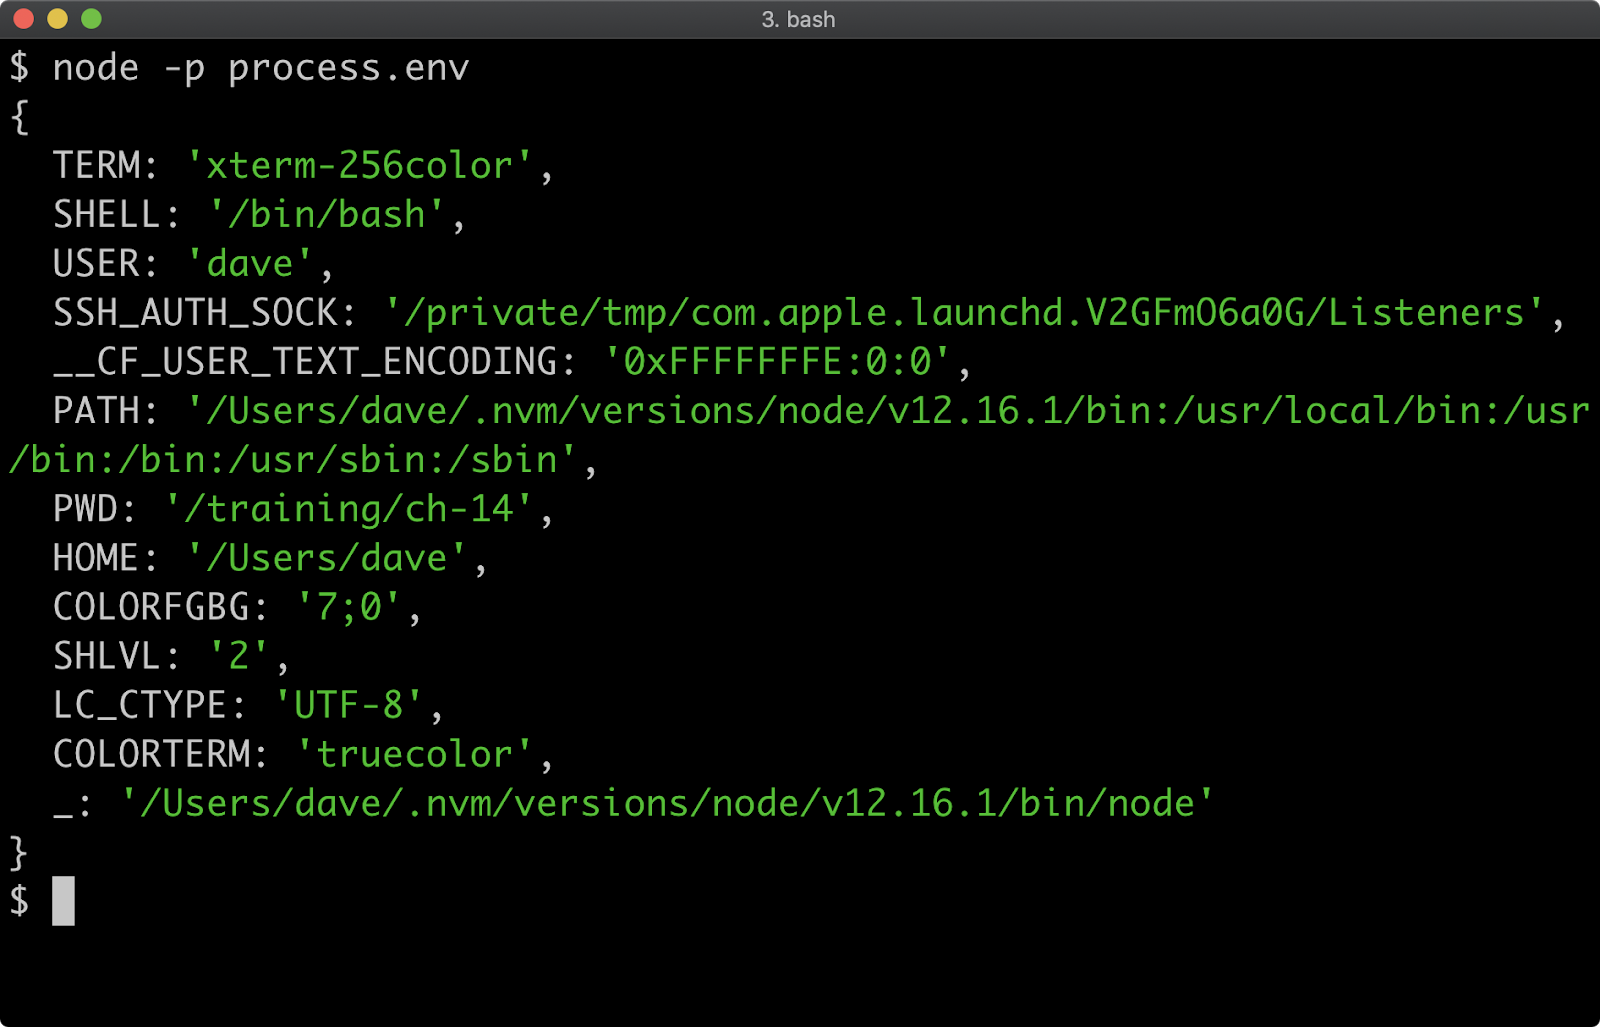 3. bash
$ node -p process.env
{
  TERM: 'xterm-256color',
  SHELL: '/bin/bash',
  USER: 'dave',
  SSH_AUTH_SOCK: '/private/tmp/com.apple.launchd.V2GFmO6a0G/Listeners',
  __CF_USER_TEXT_ENCODING: '0xFFFFFFFE:0:0',
  PATH: '/Users/dave/.nvm/versions/node/v12.16.1/bin:/usr/local/bin:/usr
/bin:/bin:/usr/sbin:/sbin',
  PWD: '/training/ch-14',
  HOME: '/Users/dave',
  COLORFGBG: '7;0',
  SHLVL: '2',
  LC_CTYPE: 'UTF-8',
  COLORTERM: 'truecolor',
  _: '/Users/dave/.nvm/versions/node/v12.16.1/bin/node'
}
$